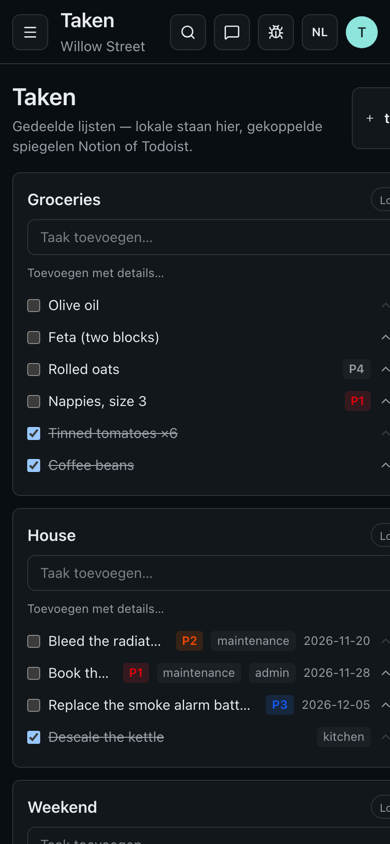 Taken
Willow Street
NL
T
Taken
Gedeelde lijsten — lokale staan hier, gekoppelde
spiegelen Notion of Todoist.
+
Groceries
Taak toevoegen...
Toevoegen met details...
Olive oil
Feta (two blocks)
Rolled oats P4
Nappies, size 3 P1
Tinned tomatoes ×6
Coffee beans
House
Taak toevoegen...
Toevoegen met details...
Bleed the radiat... P2 maintenance 2026-11-20
Book th... P1 maintenance admin 2026-11-28
Replace the smoke alarm batt... P3 2026-12-05
Descale the kettle kitchen
Weekend
Taak toevoegen...